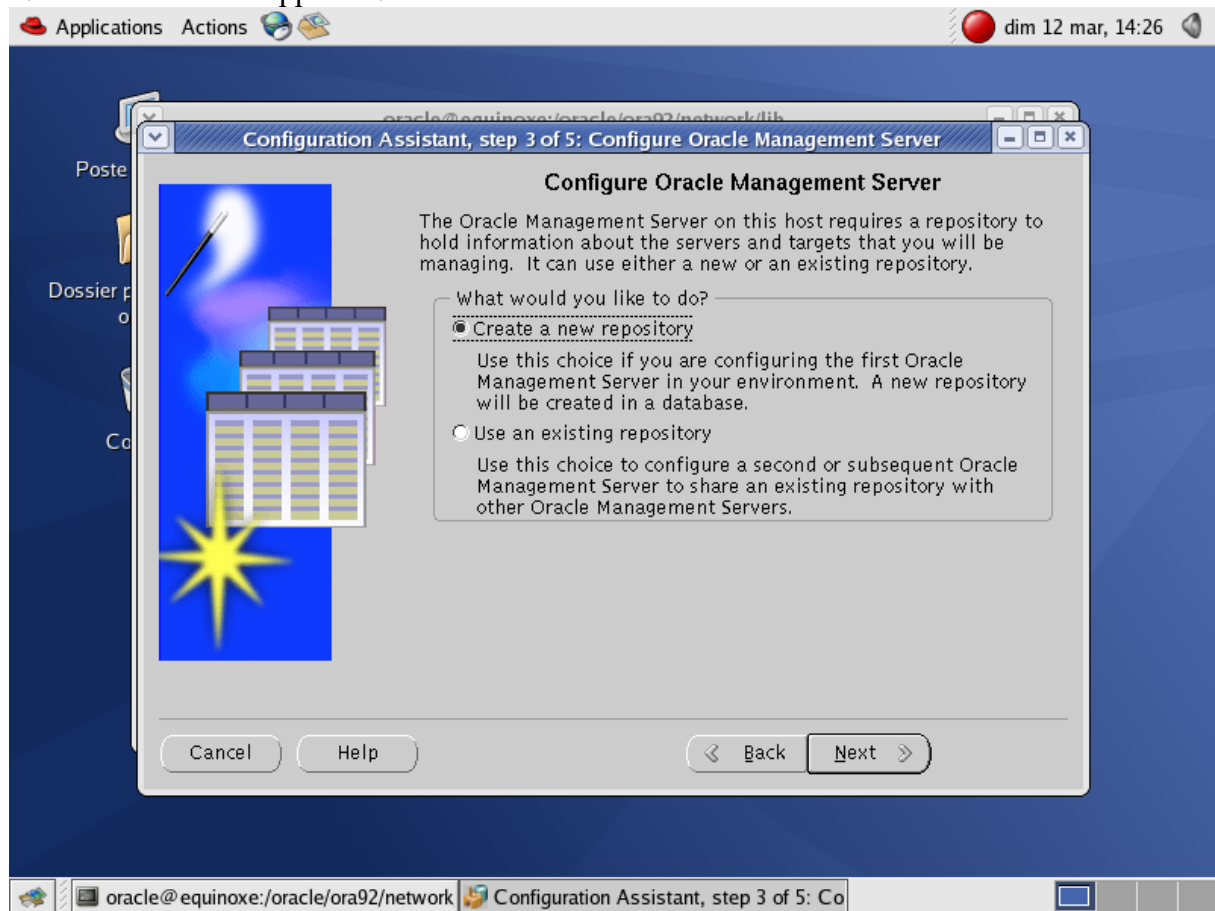 Applications Actions dim 12 mar, 14:26
Poste
oracle@equinoxe:/oracle/ora92/network/lib
Configuration Assistant, step 3 of 5: Configure Oracle Management Server
Configure Oracle Management Server
The Oracle Management Server on this host requires a repository to
hold information about the servers and targets that you will be
managing. It can use either a new or an existing repository.
What would you like to do?
Create a new repository
Use this choice if you are configuring the first Oracle
Management Server in your environment. A new repository
will be created in a database.
Use an existing repository
Use this choice to configure a second or subsequent Oracle
Management Server to share an existing repository with
other Oracle Management Servers.
Dossier p
o
Co
Cancel Help Back Next
oracle@equinoxe:/oracle/ora92/network Configuration Assistant, step 3 of 5: Co